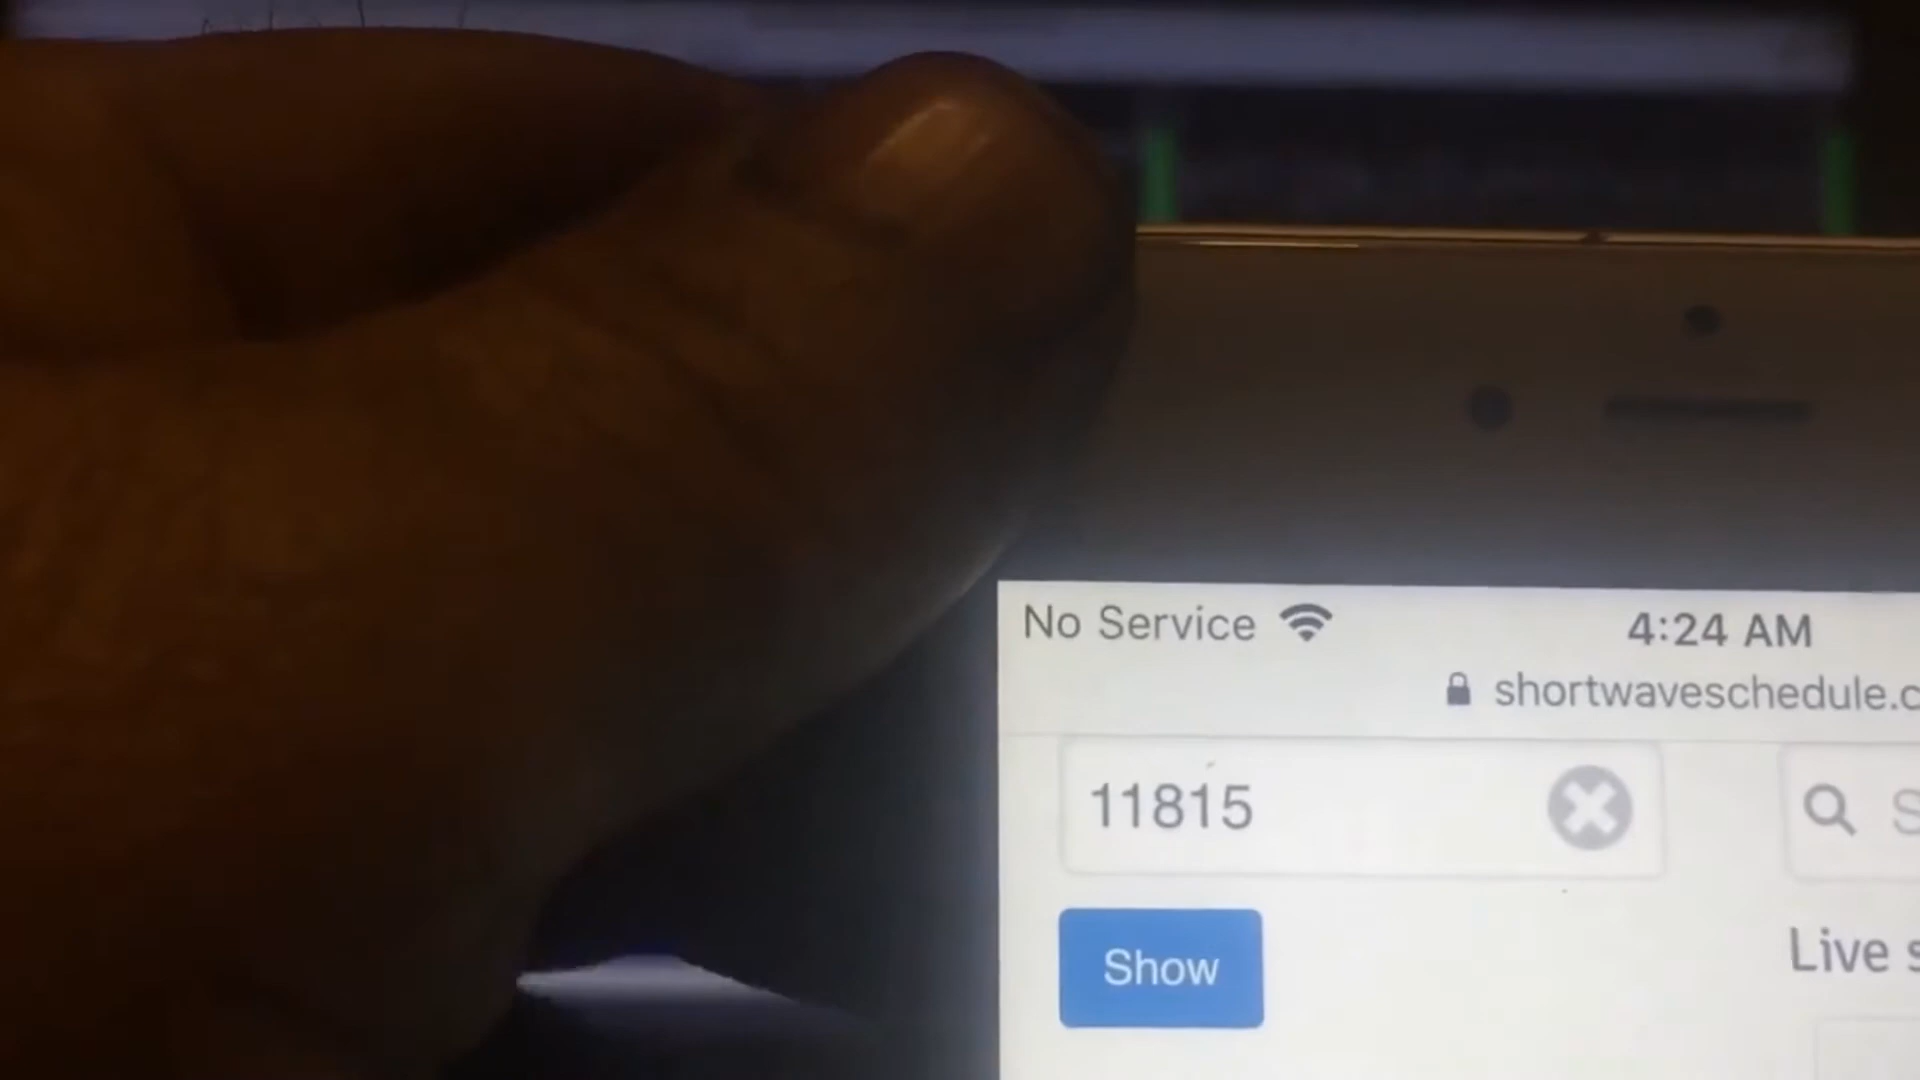 No Service 4:24 AM
shortwaveschedule.c
11815 S
Show
Live s